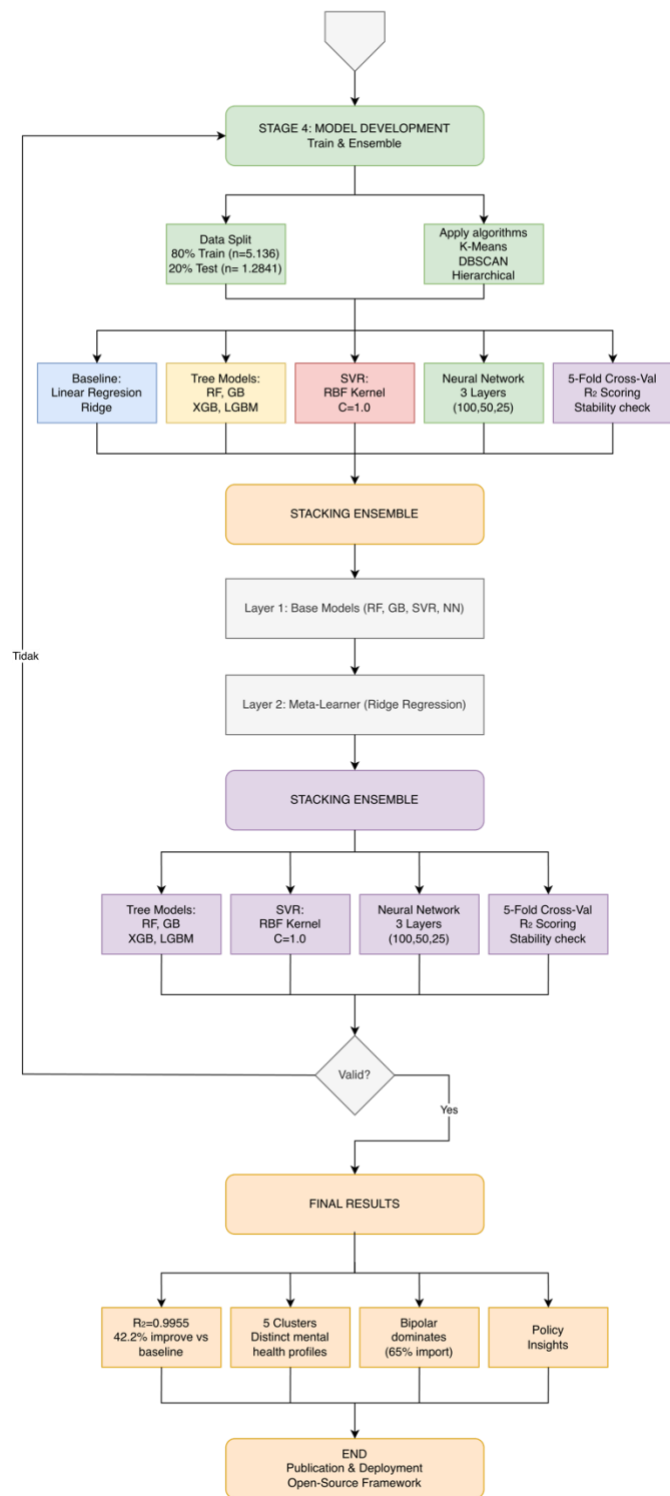 STAGE 4: MODEL DEVELOPMENT
Train & Ensemble
Data Split
80% Train (n=5.136)
20% Test (n= 1.2841)
Apply algorithms
K-Means
DBSCAN
Hierarchical
Baseline:
Linear Regresion
Ridge
Tree Models:
RF, GB
XGB, LGBM
SVR:
RBF Kernel
C=1.0
Neural Network
3 Layers
(100,50,25)
5-Fold Cross-Val
R2 Scoring
Stability check
STACKING ENSEMBLE
Layer 1: Base Models (RF, GB, SVR, NN)
Tidak
Layer 2: Meta-Learner (Ridge Regression)
STACKING ENSEMBLE
Tree Models:
RF, GB
XGB, LGBM
SVR:
RBF Kernel
C=1.0
Neural Network
3 Layers
(100,50,25)
5-Fold Cross-Val
R2 Scoring
Stability check
Valid?
Yes
FINAL RESULTS
R2=0.9955
42.2% improve vs
baseline
5 Clusters
Distinct mental
health profiles
Bipolar
dominates
(65% import)
Policy
Insights
END
Publication & Deployment
Open-Source Framework